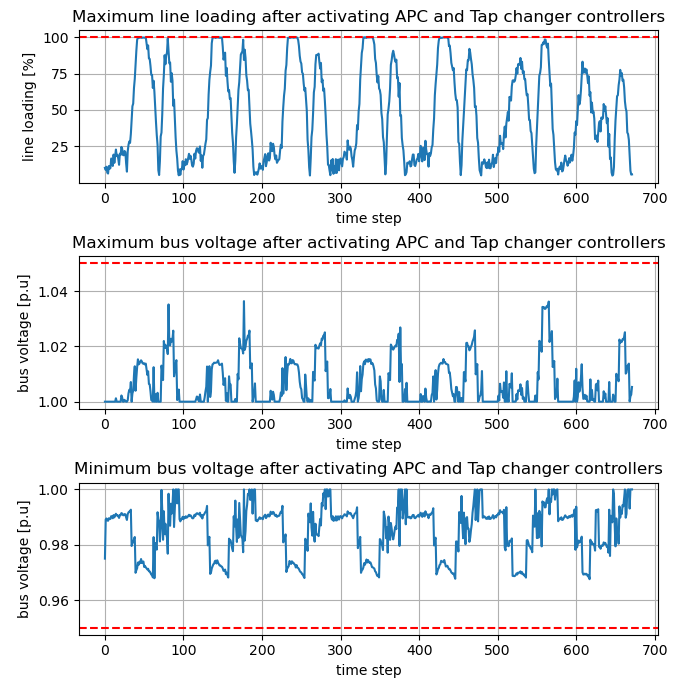 Maximum line loading after activating APC and Tap changer controllers
line loading [%]
100
75
50
25
0 100 200 300 400 500 600 700
time step
Maximum bus voltage after activating APC and Tap changer controllers
bus voltage [p.u]
1.04
1.02
1.00
0 100 200 300 400 500 600 700
time step
Minimum bus voltage after activating APC and Tap changer controllers
bus voltage [p.u]
1.00
0.98
0.96
0 100 200 300 400 500 600 700
time step